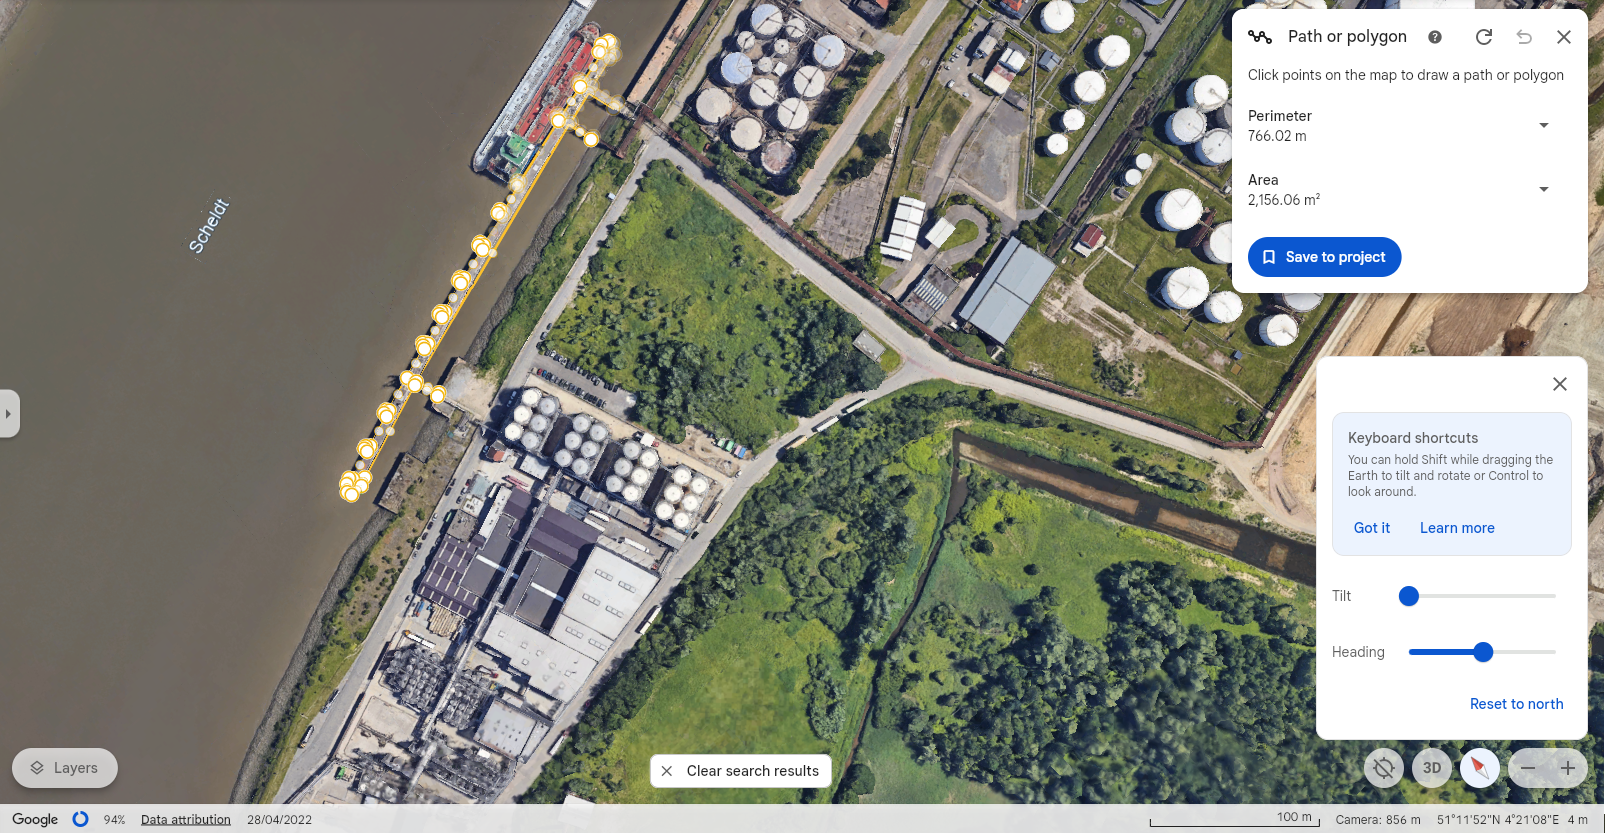 Path or polygon
Click points on the map to draw a path or polygon
Perimeter
766.02 m
Area
2,156.06 m²
Save to project
Scheldt
Keyboard shortcuts
You can hold Shift while dragging the
Earth to tilt and rotate or Control to
look around.
Got it Learn more
Tilt
Heading
Reset to north
Layers
Clear search results
3D
Google 94% Data attribution 28/04/2022 100 m Camera: 856 m 51°11'52"N 4°21'08"E 4 m